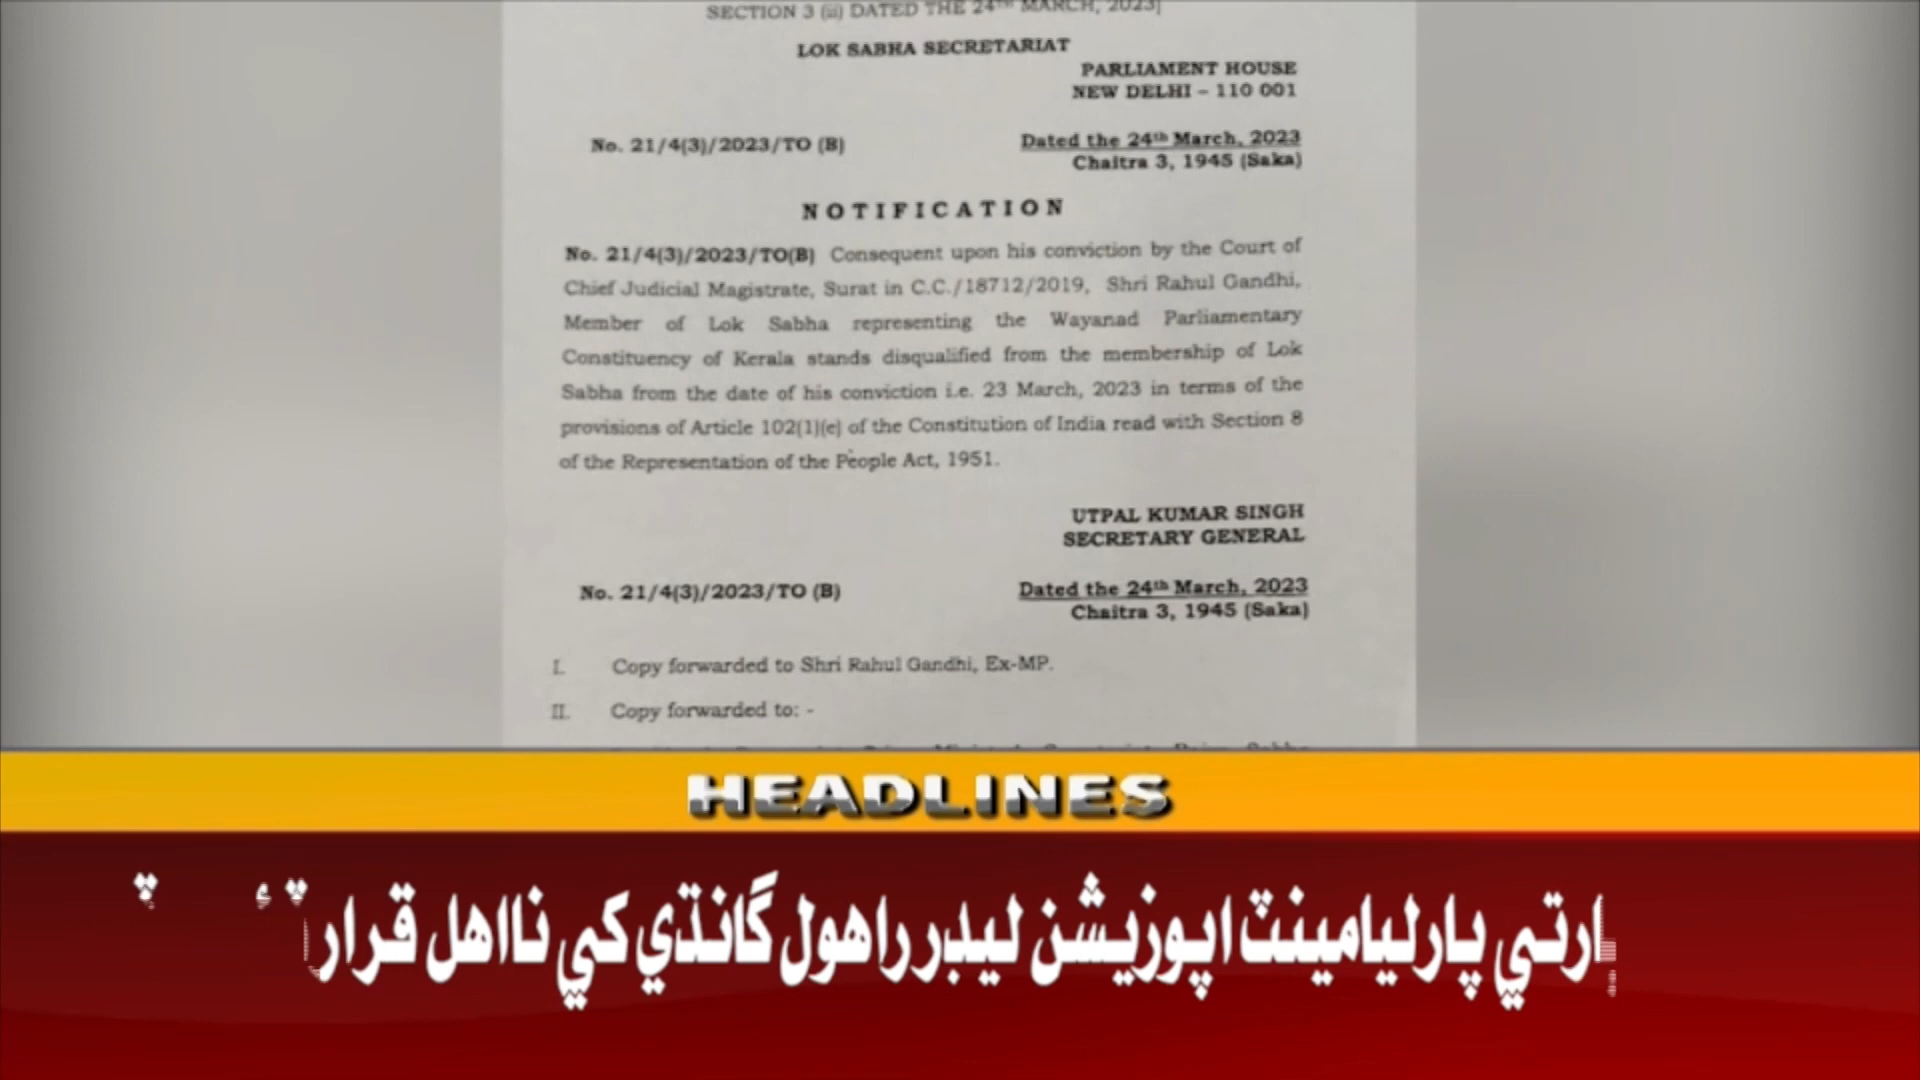 SECTION 3 (ii) DATED THE 24TH MARCH, 2023]
LOK SABHA SECRETARIAT
PARLIAMENT HOUSE
NEW DELHI – 110 001
No. 21/4(3)/2023/TO (B) Dated the 24th March, 2023
Chaitra 3, 1945 (Saka)
NOTIFICATION
No. 21/4(3)/2023/TO(B) Consequent upon his conviction by the Court of
Chief Judicial Magistrate, Surat in C.C./18712/2019, Shri Rahul Gandhi,
Member of Lok Sabha representing the Wayanad Parliamentary
Constituency of Kerala stands disqualified from the membership of Lok
Sabha from the date of his conviction i.e. 23 March, 2023 in terms of the
provisions of Article 102(1)(e) of the Constitution of India read with Section 8
of the Representation of the People Act, 1951.
UTPAL KUMAR SINGH
SECRETARY GENERAL
No. 21/4(3)/2023/TO (B) Dated the 24th March, 2023
Chaitra 3, 1945 (Saka)
I. Copy forwarded to Shri Rahul Gandhi, Ex-MP.
II. Copy forwarded to: -
HEADLINES
پارليامينٽ اپوزيشن ليڊر راهول گانڌي کي نااهل قرار